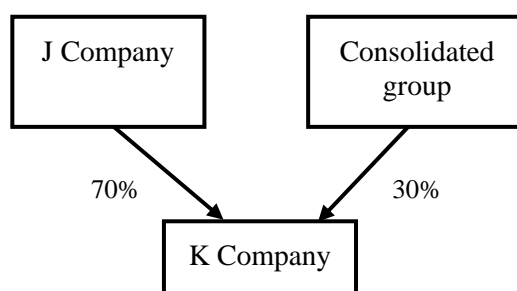 J Company
Consolidated
group
70%
30%
K Company